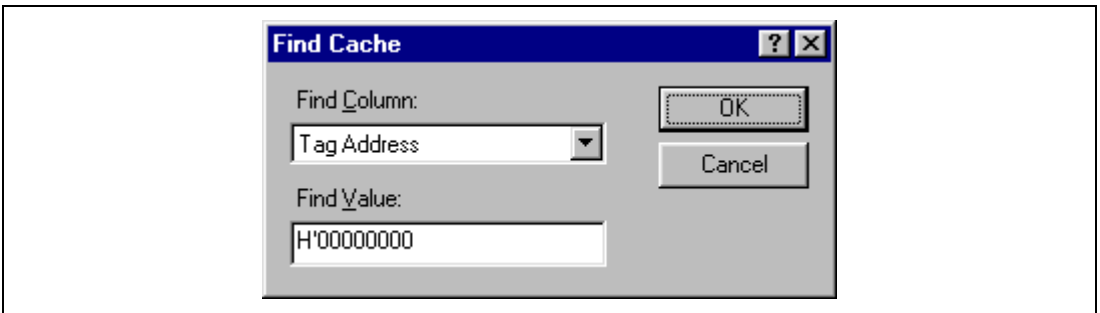 Find Cache
Find Column:
OK
Tag Address
Cancel
Find Value:
H'00000000